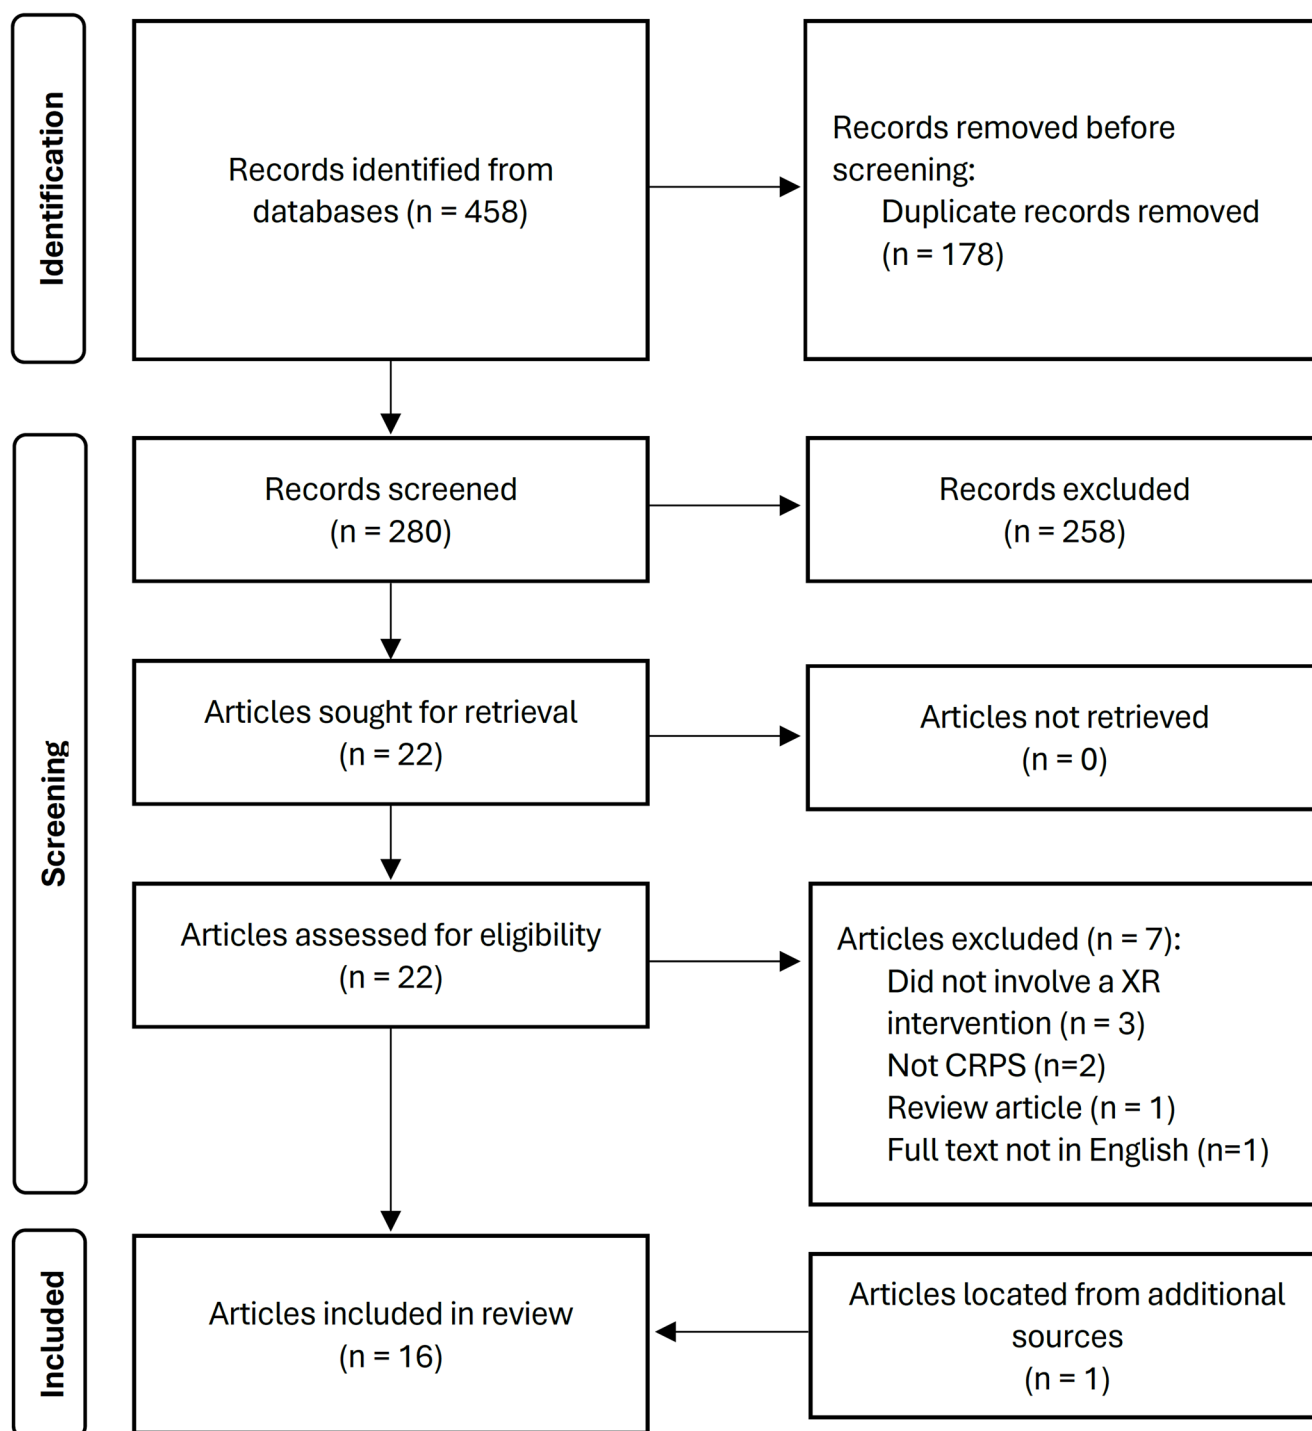 Identification
Records identified from
databases (n = 458)
Records removed before
screening:
Duplicate records removed
(n = 178)
Screening
Records screened
(n = 280)
Records excluded
(n = 258)
Articles sought for retrieval
(n = 22)
Articles not retrieved
(n = 0)
Articles assessed for eligibility
(n = 22)
Articles excluded (n = 7):
Did not involve a XR
intervention (n = 3)
Not CRPS (n=2)
Review article (n = 1)
Full text not in English (n=1)
Included
Articles included in review
(n = 16)
Articles located from additional
sources
(n = 1)